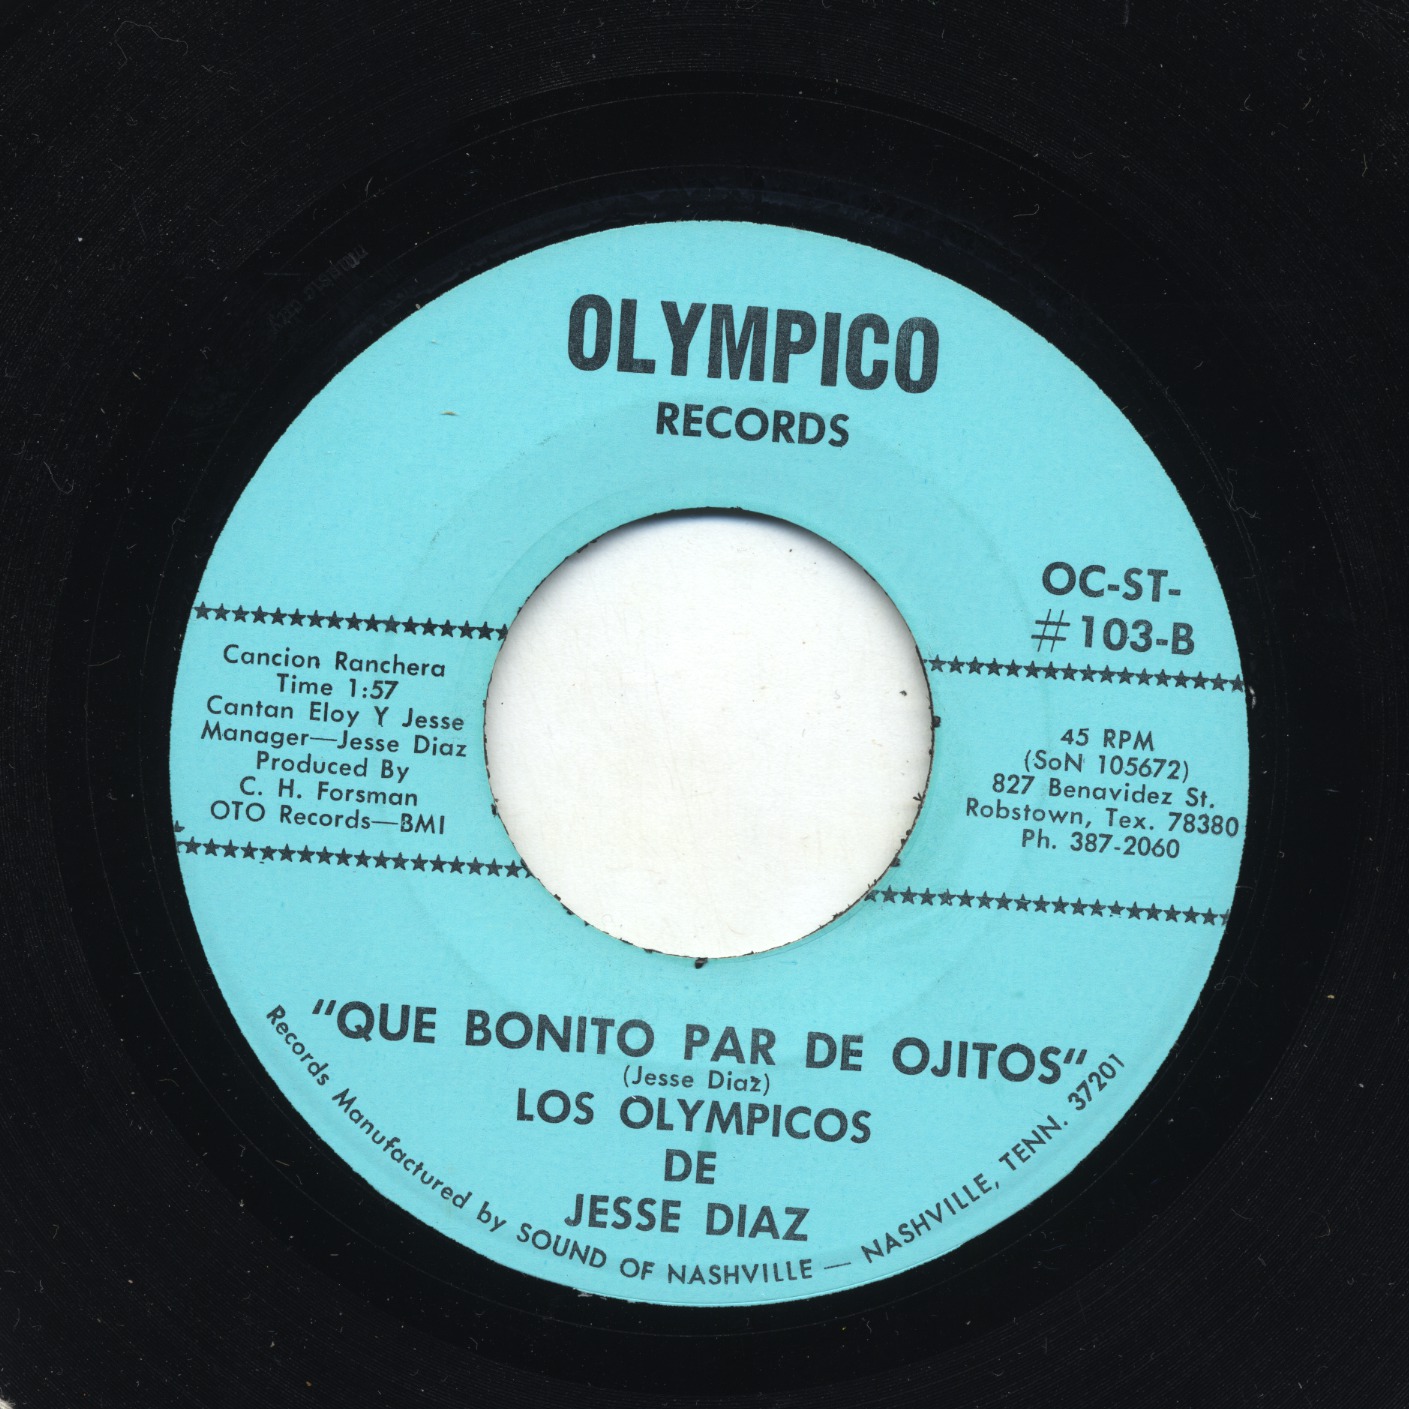 OLYMPICO
RECORDS
OC-ST-
#103-B
Cancion Ranchera
Time 1:57
Cantan Eloy Y Jesse
Manager—Jesse Diaz
Produced By
C. H. Forsman
OTO Records—BMI
45 RPM
(SoN 105672)
827 Benavidez St.
Robstown, Tex. 78380
Ph. 387-2060
"QUE BONITO PAR DE OJITOS"
(Jesse Diaz)
LOS OLYMPICOS
DE
JESSE DIAZ
Records Manufactured by SOUND OF NASHVILLE — NASHVILLE, TENN. 37201